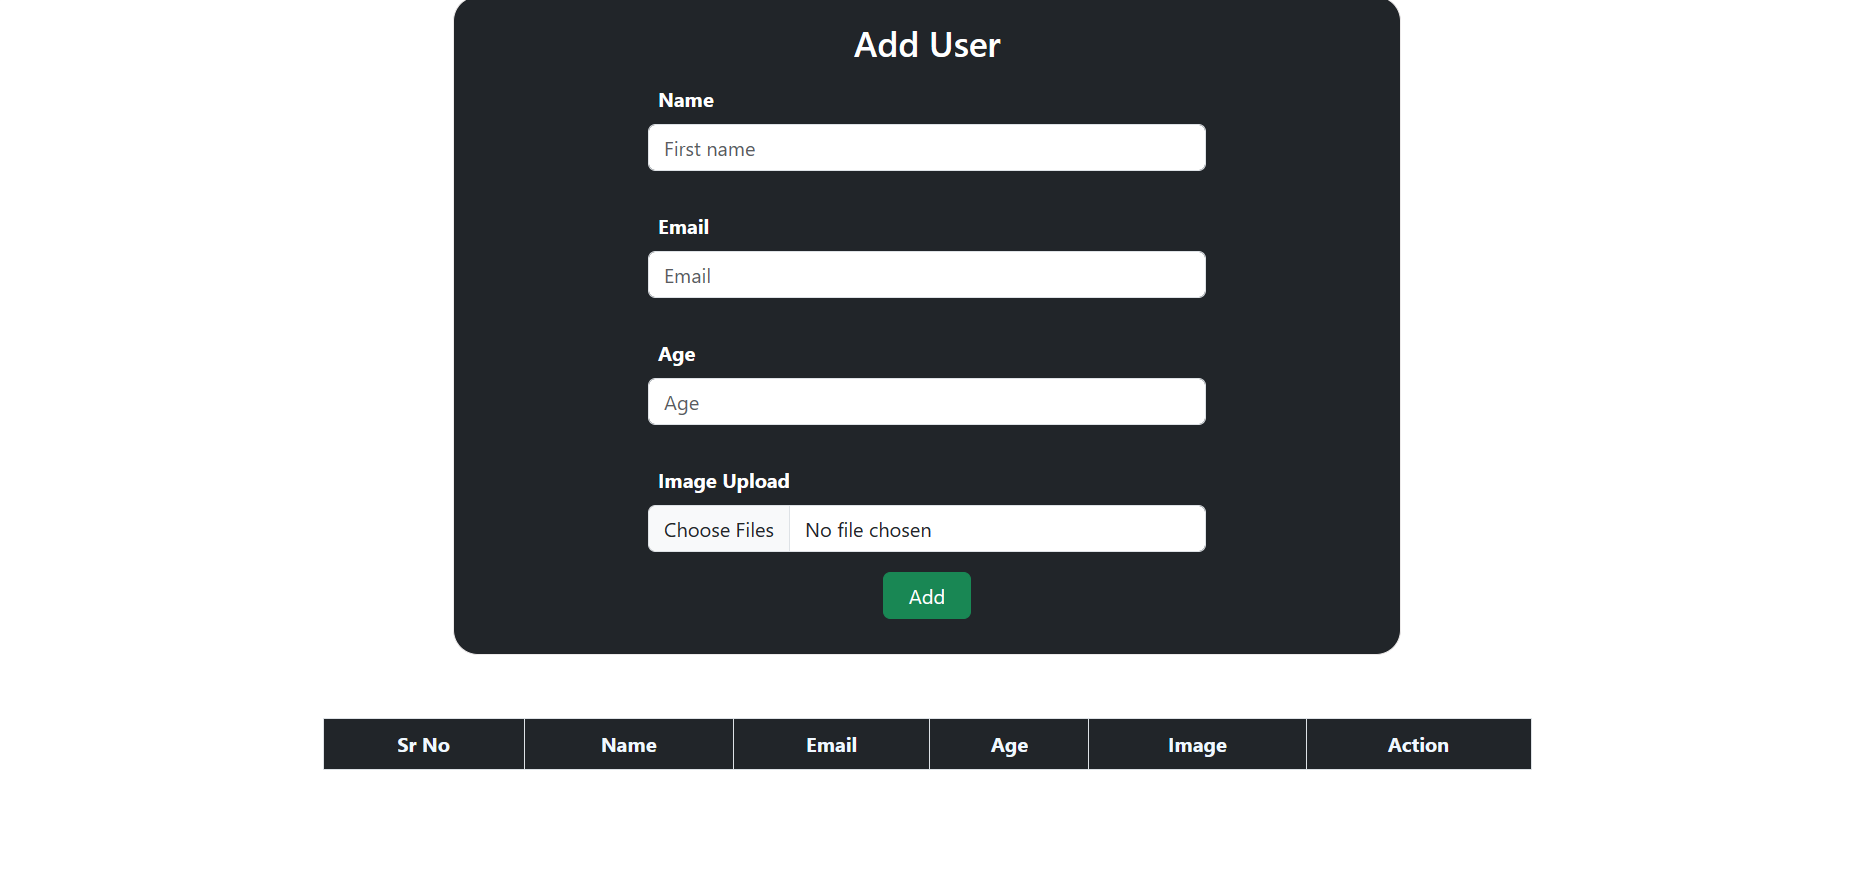 Add User
Name
First name
Email
Email
Age
Age
Image Upload
Choose Files No file chosen
Add
Sr No Name Email Age Image Action